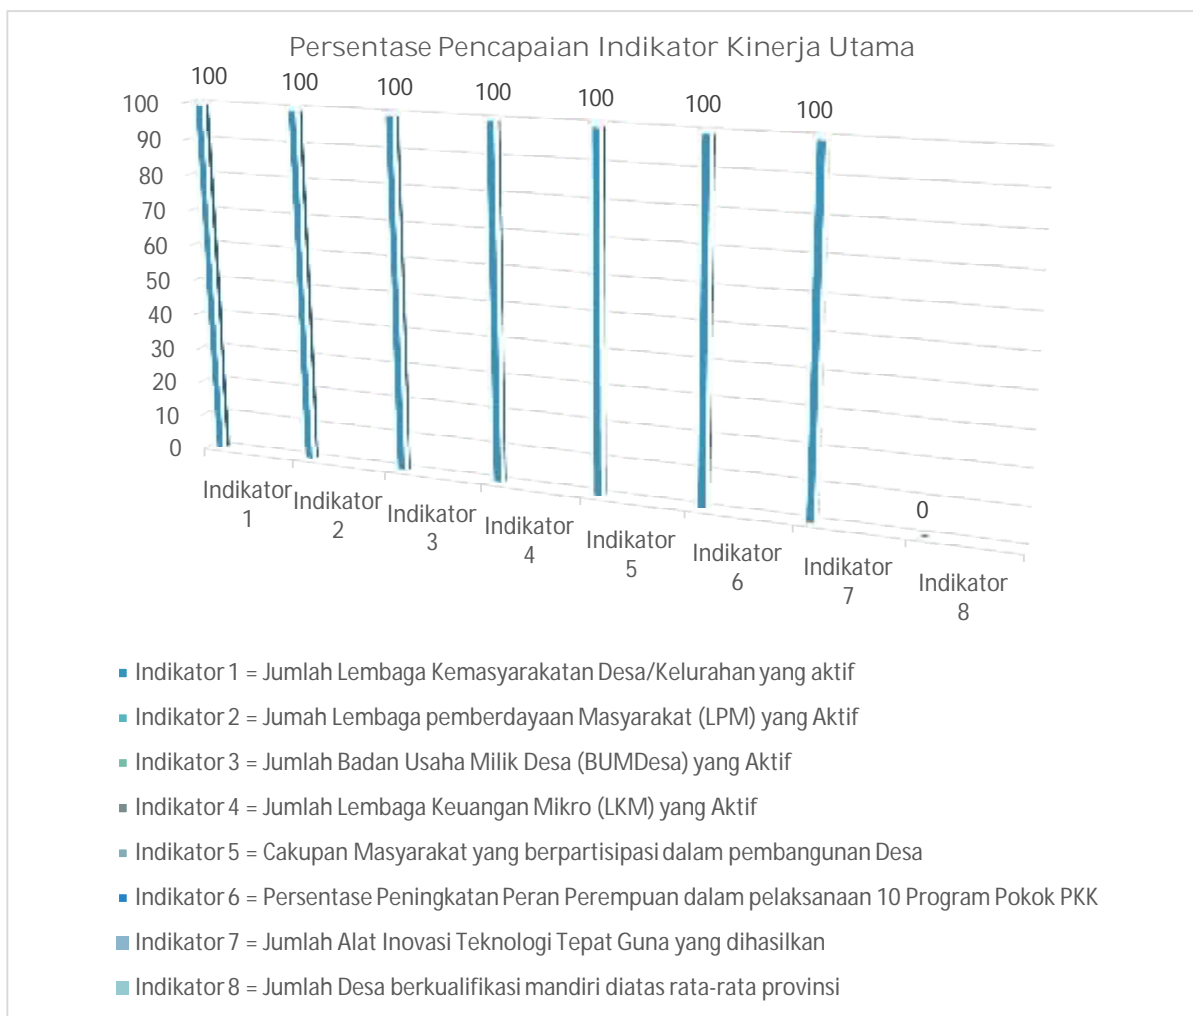 Persentase Pencapaian Indikator Kinerja Utama
100 100 100 100 100 100 100
100
90
80
70
60
50
40
30
20
10
0
0
Indikator 1
Indikator 2
Indikator 3
Indikator 4
Indikator 5
Indikator 6
Indikator 7
Indikator 8
Indikator 1 = Jumlah Lembaga Kemasyarakatan Desa/Kelurahan yang aktif
Indikator 2 = Jumah Lembaga pemberdayaan Masyarakat (LPM) yang Aktif
Indikator 3 = Jumlah Badan Usaha Milik Desa (BUMDesa) yang Aktif
Indikator 4 = Jumlah Lembaga Keuangan Mikro (LKM) yang Aktif
Indikator 5 = Cakupan Masyarakat yang berpartisipasi dalam pembangunan Desa
Indikator 6 = Persentase Peningkatan Peran Perempuan dalam pelaksanaan 10 Program Pokok PKK
Indikator 7 = Jumlah Alat Inovasi Teknologi Tepat Guna yang dihasilkan
Indikator 8 = Jumlah Desa berkualifikasi mandiri diatas rata-rata provinsi